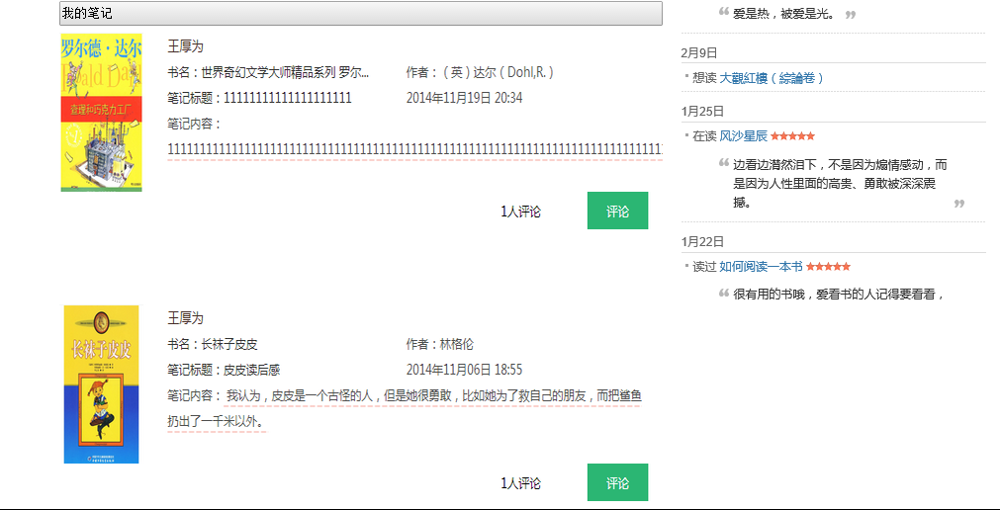 我的笔记
罗尔德·达尔
查理和巧克力工厂
王厚为
书名：世界奇幻文学大师精品系列 罗尔...
作者：（英）达尔（Dohl,R.）
笔记标题：11111111111111111111
2014年11月19日 20:34
笔记内容：
1人评论
评论
长袜子皮皮
王厚为
书名：长袜子皮皮
作者：林格伦
笔记标题：皮皮读后感
2014年11月06日 18:55
笔记内容： 我认为，皮皮是一个古怪的人，但是她很勇敢，比如她为了救自己的朋友，而把鲨鱼
扔出了一千米以外。
1人评论
评论
“ 爱是热，被爱是光。 ”
2月9日
想读 大觀紅樓（綜論卷）
1月25日
在读 风沙星辰 ★★★★★
“ 边看边潸然泪下，不是因为煽情感动，而
是因为人性里面的高贵、勇敢被深深震
撼。 ”
1月22日
读过 如何阅读一本书 ★★★★★
“ 很有用的书哦，爱看书的人记得要看看，